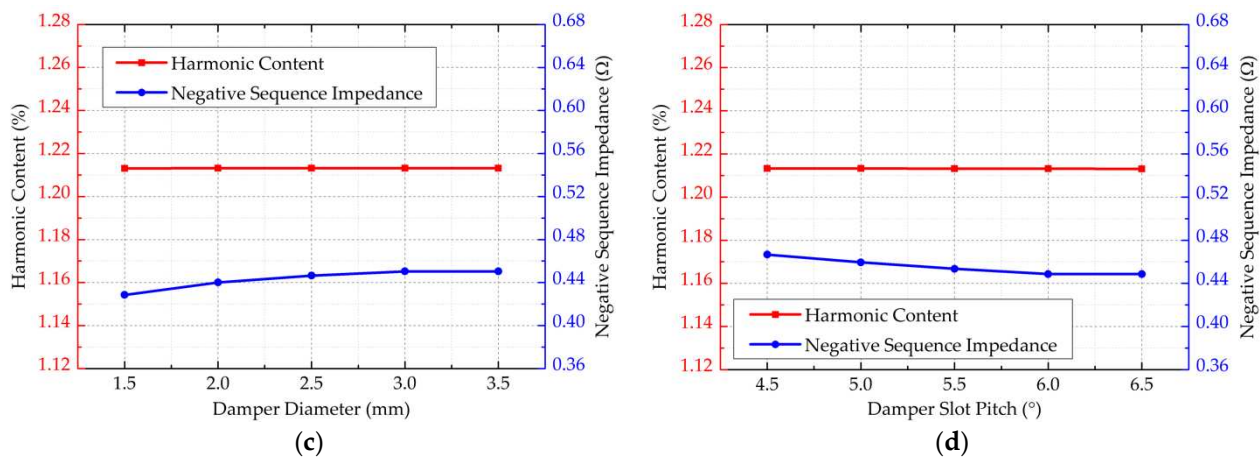 Harmonic Content (%)
1.28
1.26
1.24
1.22
1.20
1.18
1.16
1.14
1.12
Harmonic Content
Negative Sequence Impedance
0.68
0.64
0.60
0.56
0.52
0.48
0.44
0.40
0.36
Negative Sequence Impedance (Ω)
1.5 2.0 2.5 3.0 3.5
Damper Diameter (mm)
(c)
Harmonic Content (%)
1.28
1.26
1.24
1.22
1.20
1.18
1.16
1.14
1.12
Harmonic Content
Negative Sequence Impedance
0.68
0.64
0.60
0.56
0.52
0.48
0.44
0.40
0.36
Negative Sequence Impedance (Ω)
4.5 5.0 5.5 6.0 6.5
Damper Slot Pitch (°)
(d)